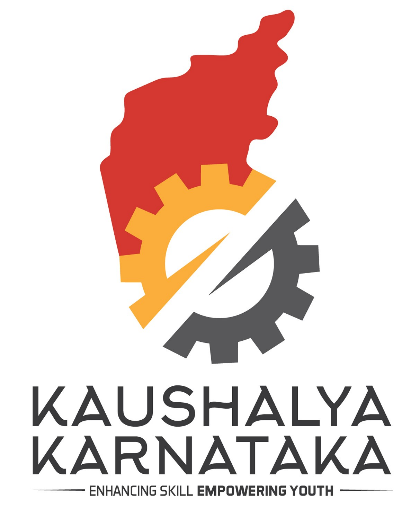 KAUSHALYA
KARNATAKA
ENHANCING SKILL EMPOWERING YOUTH